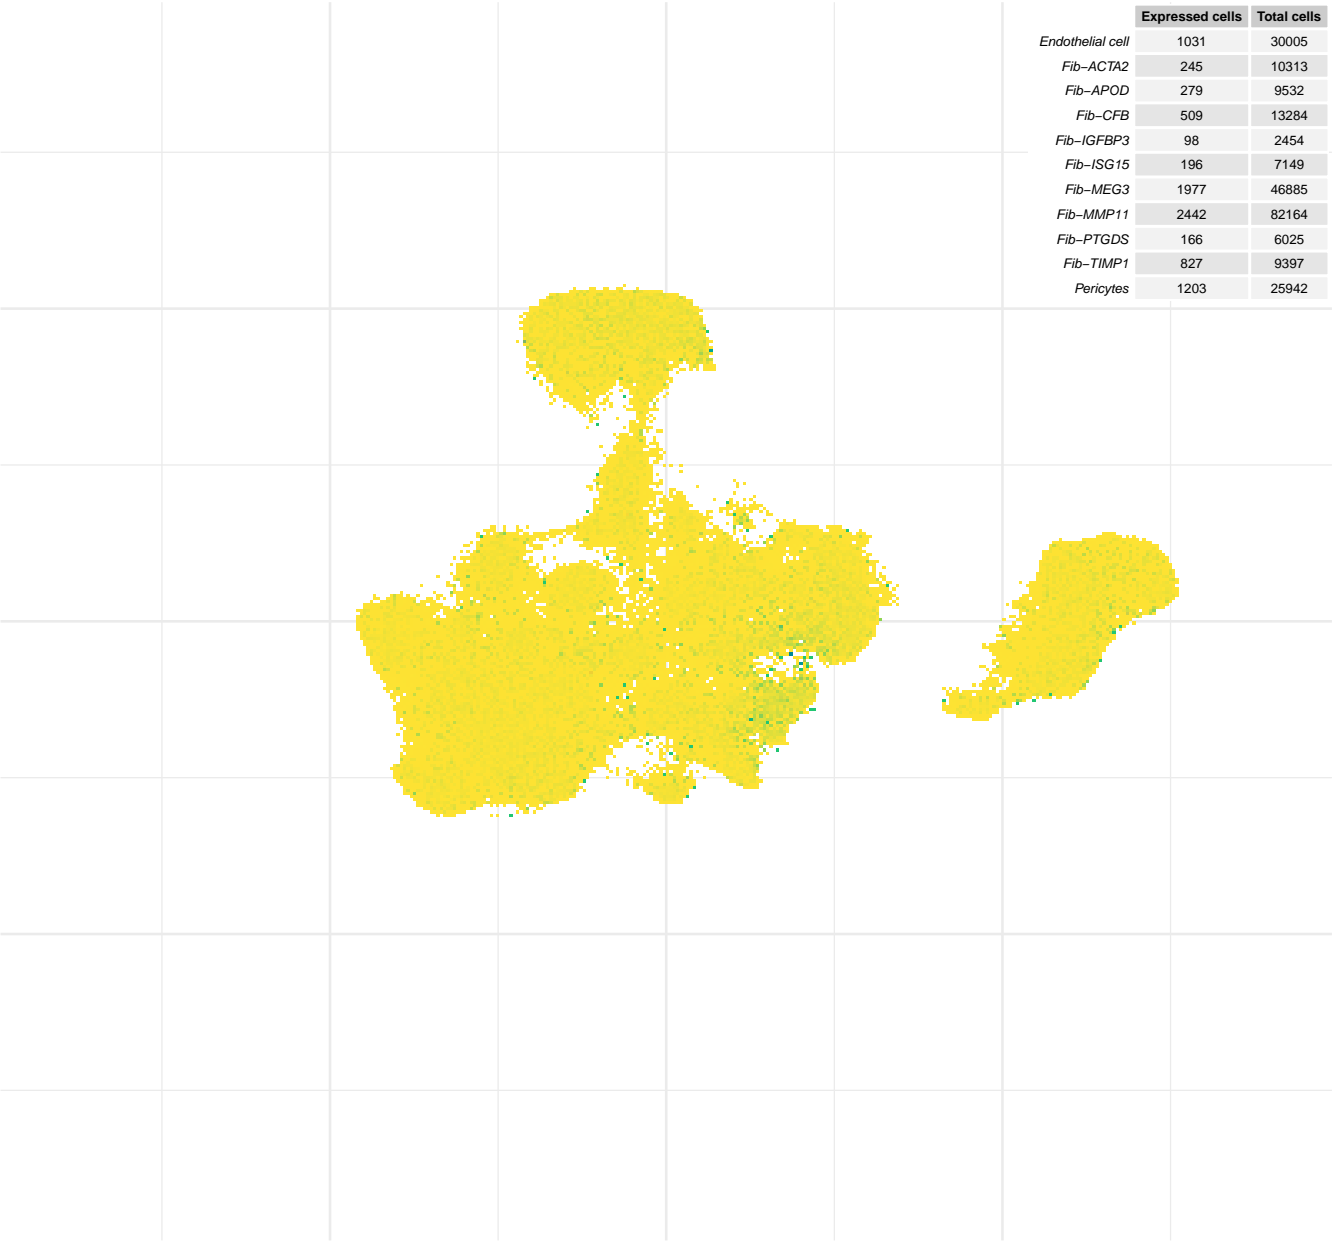 Expressed cells Total cells
Endothelial cell 1031 30005
Fib−ACTA2 245 10313
Fib−APOD 279 9532
Fib−CFB 509 13284
Fib−IGFBP3 98 2454
Fib−ISG15 196 7149
Fib−MEG3 1977 46885
Fib−MMP11 2442 82164
Fib−PTGDS 166 6025
Fib−TIMP1 827 9397
Pericytes 1203 25942